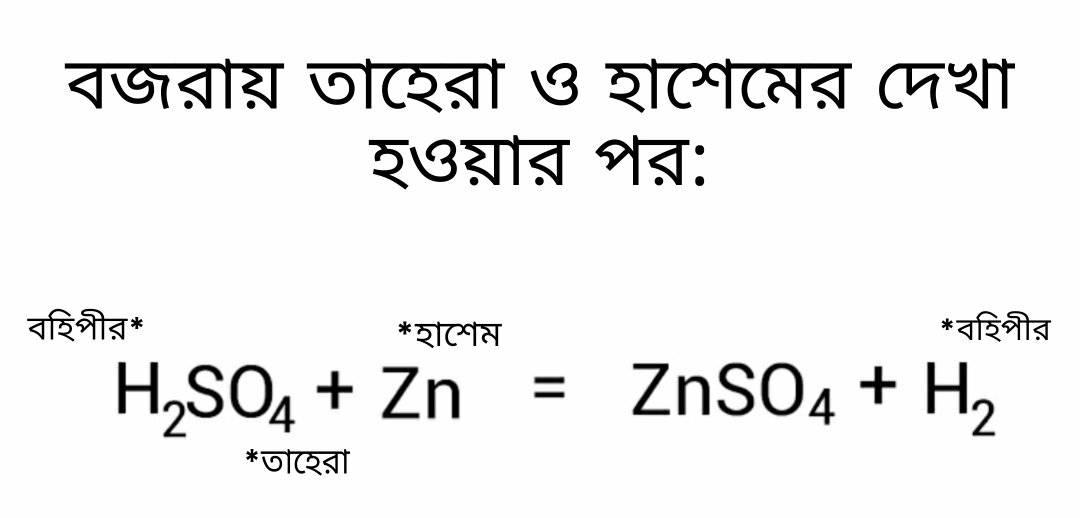 বজরায় তাহেরা ও হাশেমের দেখা
হওয়ার পর:
বহিপীর* *হাশেম *বহিপীর
H₂SO₄ + Zn = ZnSO₄ + H₂
*তাহেরা